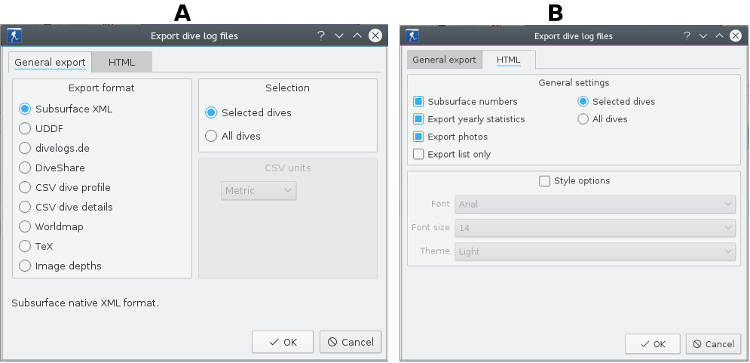 A
Export dive log files
General export
HTML
Export format
Subsurface XML
UDDF
divelogs.de
DiveShare
CSV dive profile
CSV dive details
Worldmap
TeX
Image depths
Selection
Selected dives
All dives
CSV units
Metric
Subsurface native XML format.
OK
Cancel
B
Export dive log files
General export
HTML
General settings
Subsurface numbers
Selected dives
Export yearly statistics
All dives
Export photos
Export list only
Style options
Font
Arial
Font size
14
Theme
Light
OK
Cancel